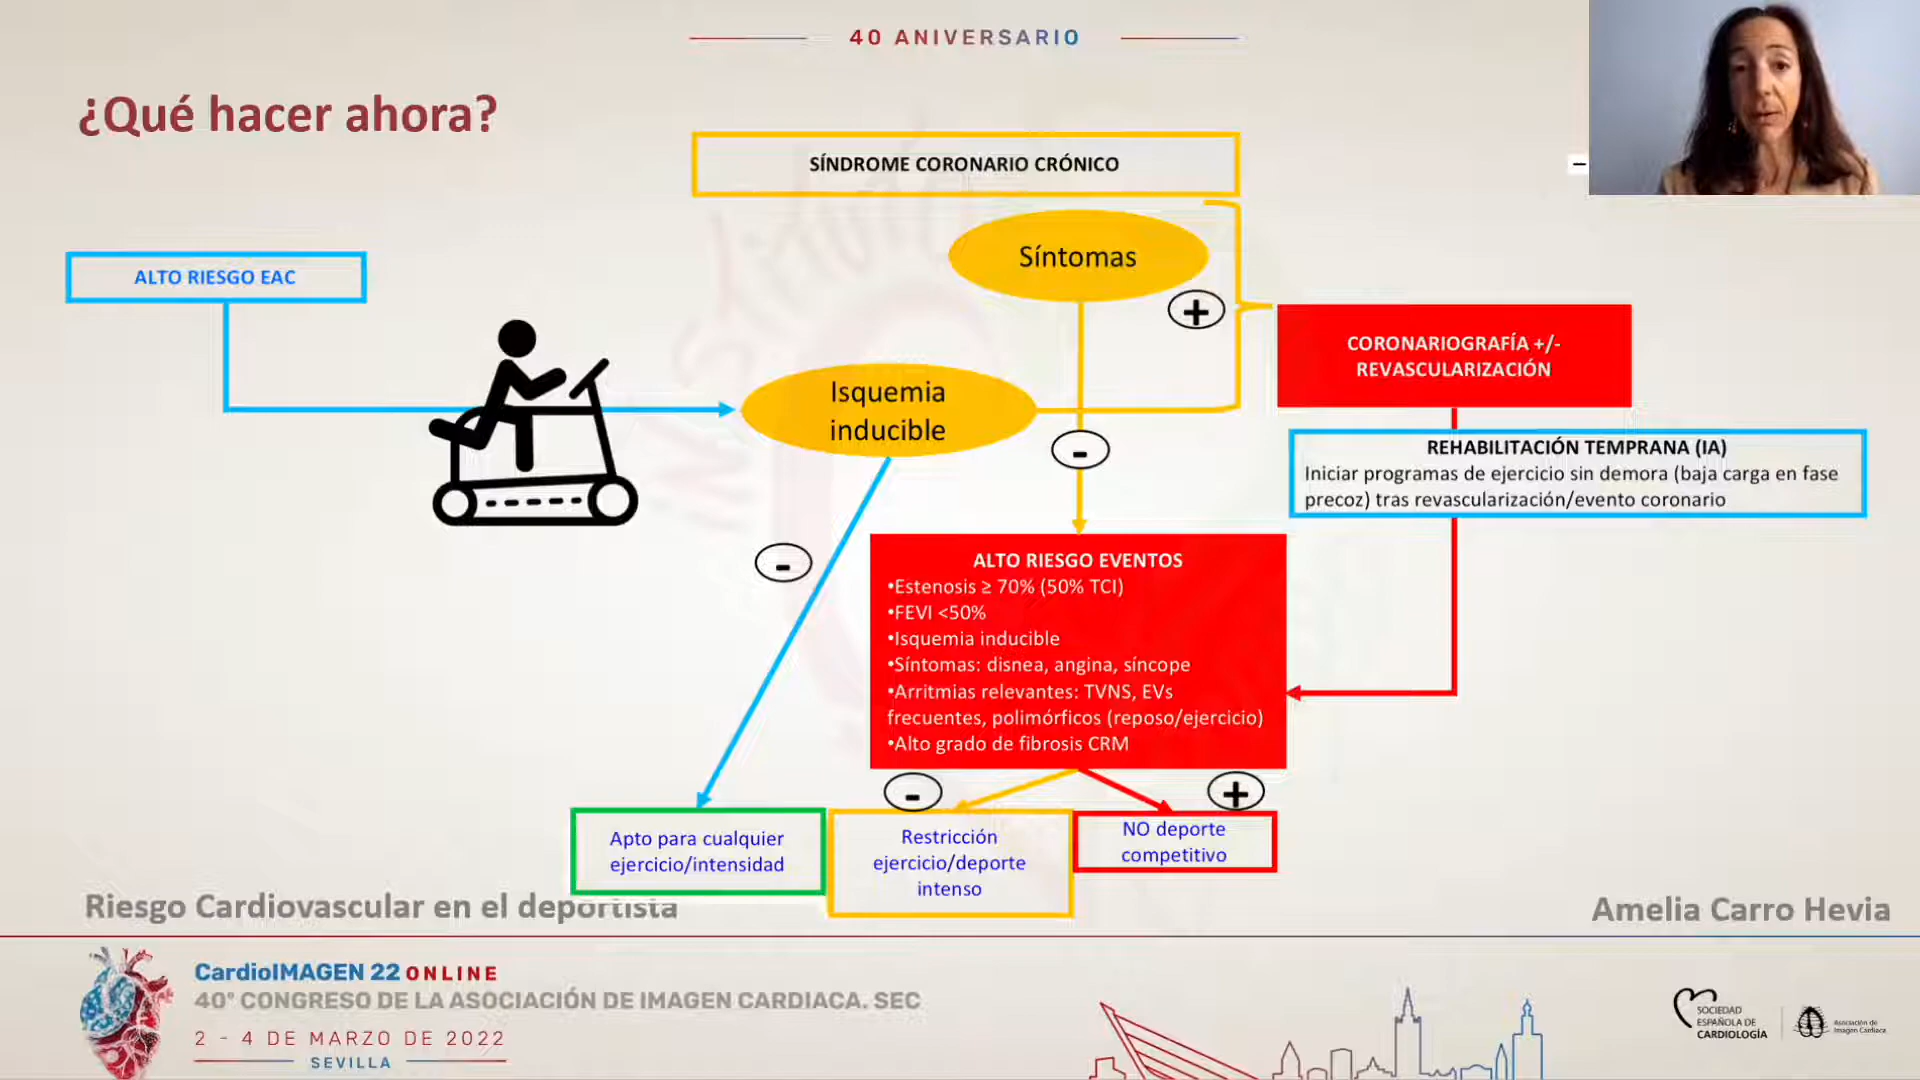 40 ANIVERSARIO
¿Qué hacer ahora?
SÍNDROME CORONARIO CRÓNICO
Síntomas
ALTO RIESGO EAC
+
CORONARIOGRAFÍA +/-
REVASCULARIZACIÓN
Isquemia
inducible
-
REHABILITACIÓN TEMPRANA (IA)
Iniciar programas de ejercicio sin demora (baja carga en fase
precoz) tras revascularización/evento coronario
-
ALTO RIESGO EVENTOS
•Estenosis ≥ 70% (50% TCI)
•FEVI <50%
•Isquemia inducible
•Síntomas: disnea, angina, síncope
•Arritmias relevantes: TVNS, EVs
frecuentes, polimórficos (reposo/ejercicio)
•Alto grado de fibrosis CRM
-
+
Apto para cualquier
ejercicio/intensidad
Restricción
ejercicio/deporte
intenso
NO deporte
competitivo
Riesgo Cardiovascular en el deportista
Amelia Carro Hevia
CardioIMAGEN 22 ONLINE
40º CONGRESO DE LA ASOCIACIÓN DE IMAGEN CARDIACA. SEC
2 - 4 DE MARZO DE 2022
SEVILLA
SOCIEDAD
ESPAÑOLA DE
CARDIOLOGÍA
Asociación de
Imagen Cardiaca